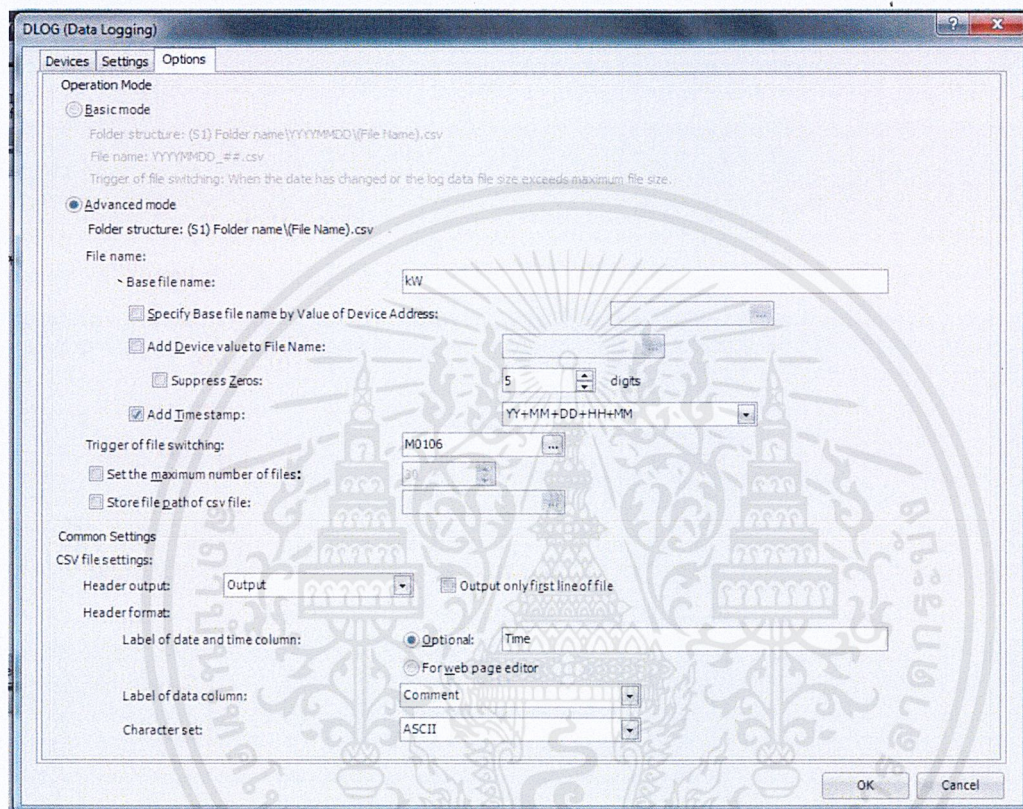 DLOG (Data Logging)
Devices Settings Options
Operation Mode
Basic mode
Folder structure: (S1) Folder name\YYYYMMDD\(File Name).csv
File name: YYYYMMDD_##.csv
Trigger of file switching: When the date has changed or the log data file size exceeds maximum file size.
Advanced mode
Folder structure: (S1) Folder name\(File Name).csv
File name:
Base file name: kW
Specify Base file name by Value of Device Address: ...
Add Device value to File Name: ...
Suppress Zeros: 5 digits
Add Timestamp: YY+MM+DD+HH+MM
Trigger of file switching: M0106 ...
Set the maximum number of files: 30
Store file path of csv file: ...
Common Settings
CSV file settings:
Header output: Output Output only first line of file
Header format:
Label of date and time column: Optional: Time
For web page editor
Label of data column: Comment
Character set: ASCII
OK Cancel